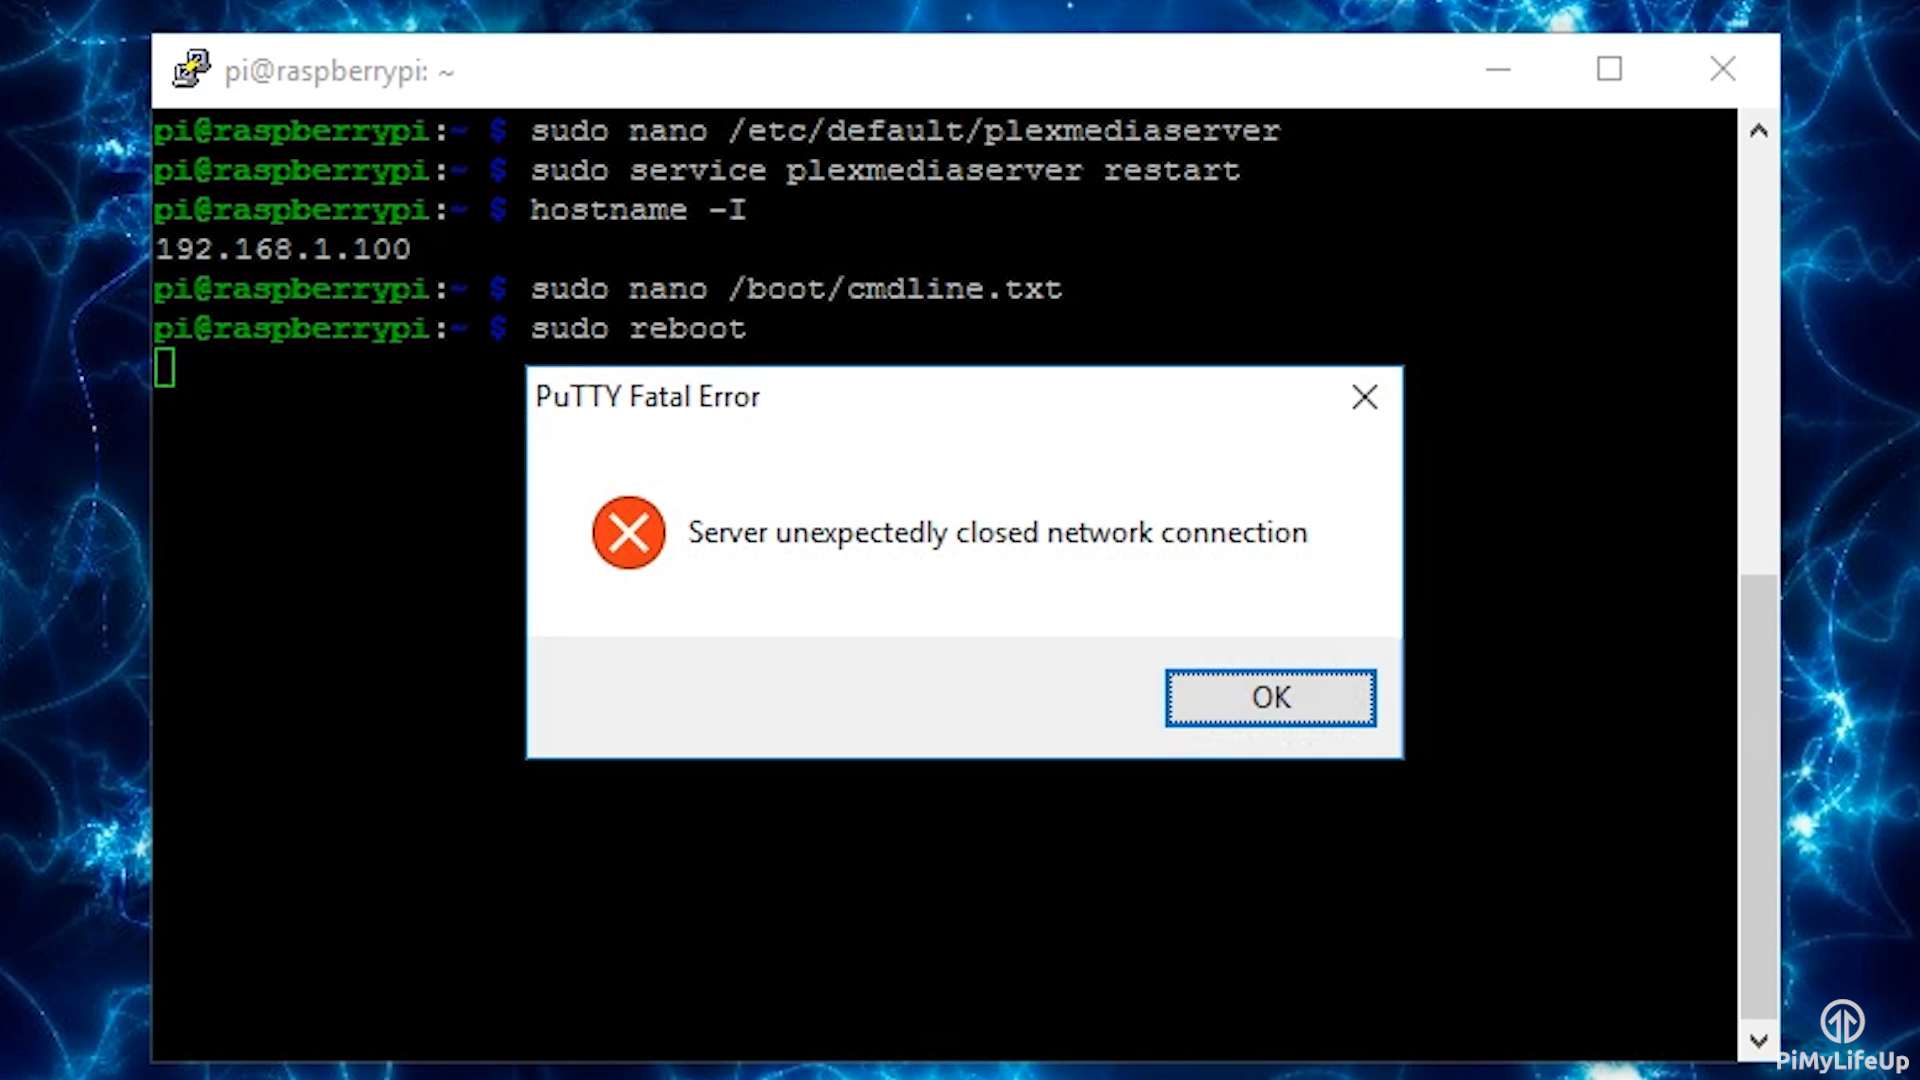 pi@raspberrypi: ~
pi@raspberrypi:~ $ sudo nano /etc/default/plexmediaserver
pi@raspberrypi:~ $ sudo service plexmediaserver restart
pi@raspberrypi:~ $ hostname -I
192.168.1.100
pi@raspberrypi:~ $ sudo nano /boot/cmdline.txt
pi@raspberrypi:~ $ sudo reboot
PuTTY Fatal Error
Server unexpectedly closed network connection
OK
PiMyLifeUp